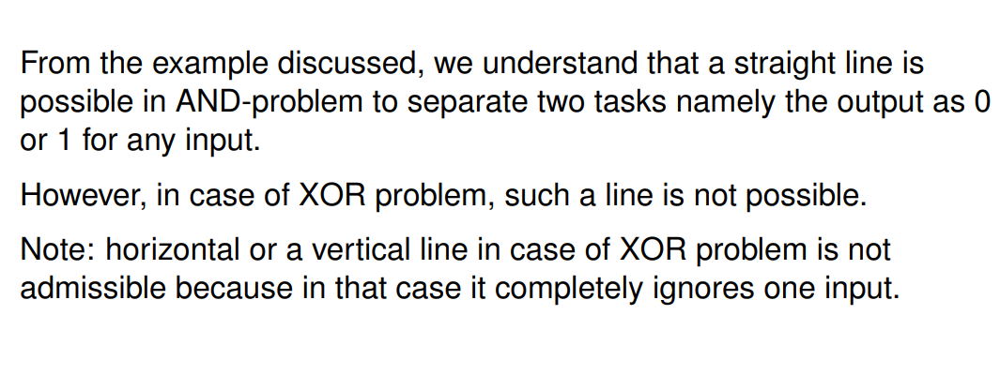 From the example discussed, we understand that a straight line is
possible in AND-problem to separate two tasks namely the output as 0
or 1 for any input.
However, in case of XOR problem, such a line is not possible.
Note: horizontal or a vertical line in case of XOR problem is not
admissible because in that case it completely ignores one input.